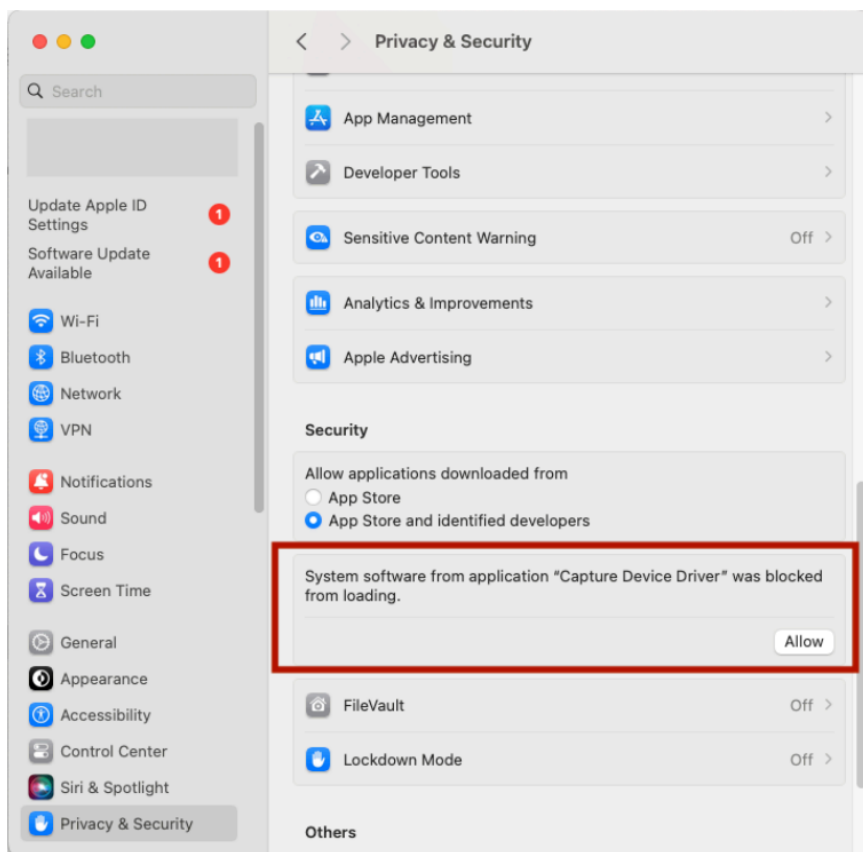 Privacy & Security
Search
Update Apple ID
Settings
1
Software Update
Available
1
Wi-Fi
Bluetooth
Network
VPN
Notifications
Sound
Focus
Screen Time
General
Appearance
Accessibility
Control Center
Siri & Spotlight
Privacy & Security
App Management
Developer Tools
Sensitive Content Warning
Off
Analytics & Improvements
Apple Advertising
Security
Allow applications downloaded from
App Store
App Store and identified developers
System software from application “Capture Device Driver” was blocked
from loading.
Allow
FileVault
Off
Lockdown Mode
Off
Others